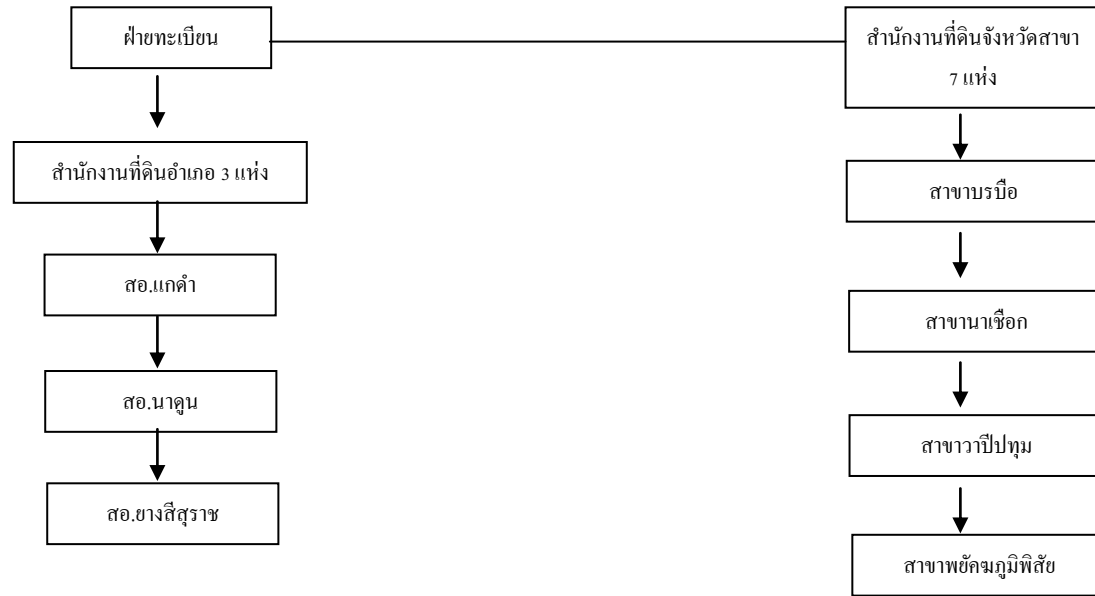 ฝ่ายทะเบียน
สำนักงานที่ดินอำเภอ 3 แห่ง
สอ.แกดำ
สอ.นาดูน
สอ.ยางสีสุราช
สำนักงานที่ดินจังหวัดสาขา
7 แห่ง
สาขาบรบือ
สาขานาเชือก
สาขาวาปีปทุม
สาขาพยัคฆภูมิพิสัย